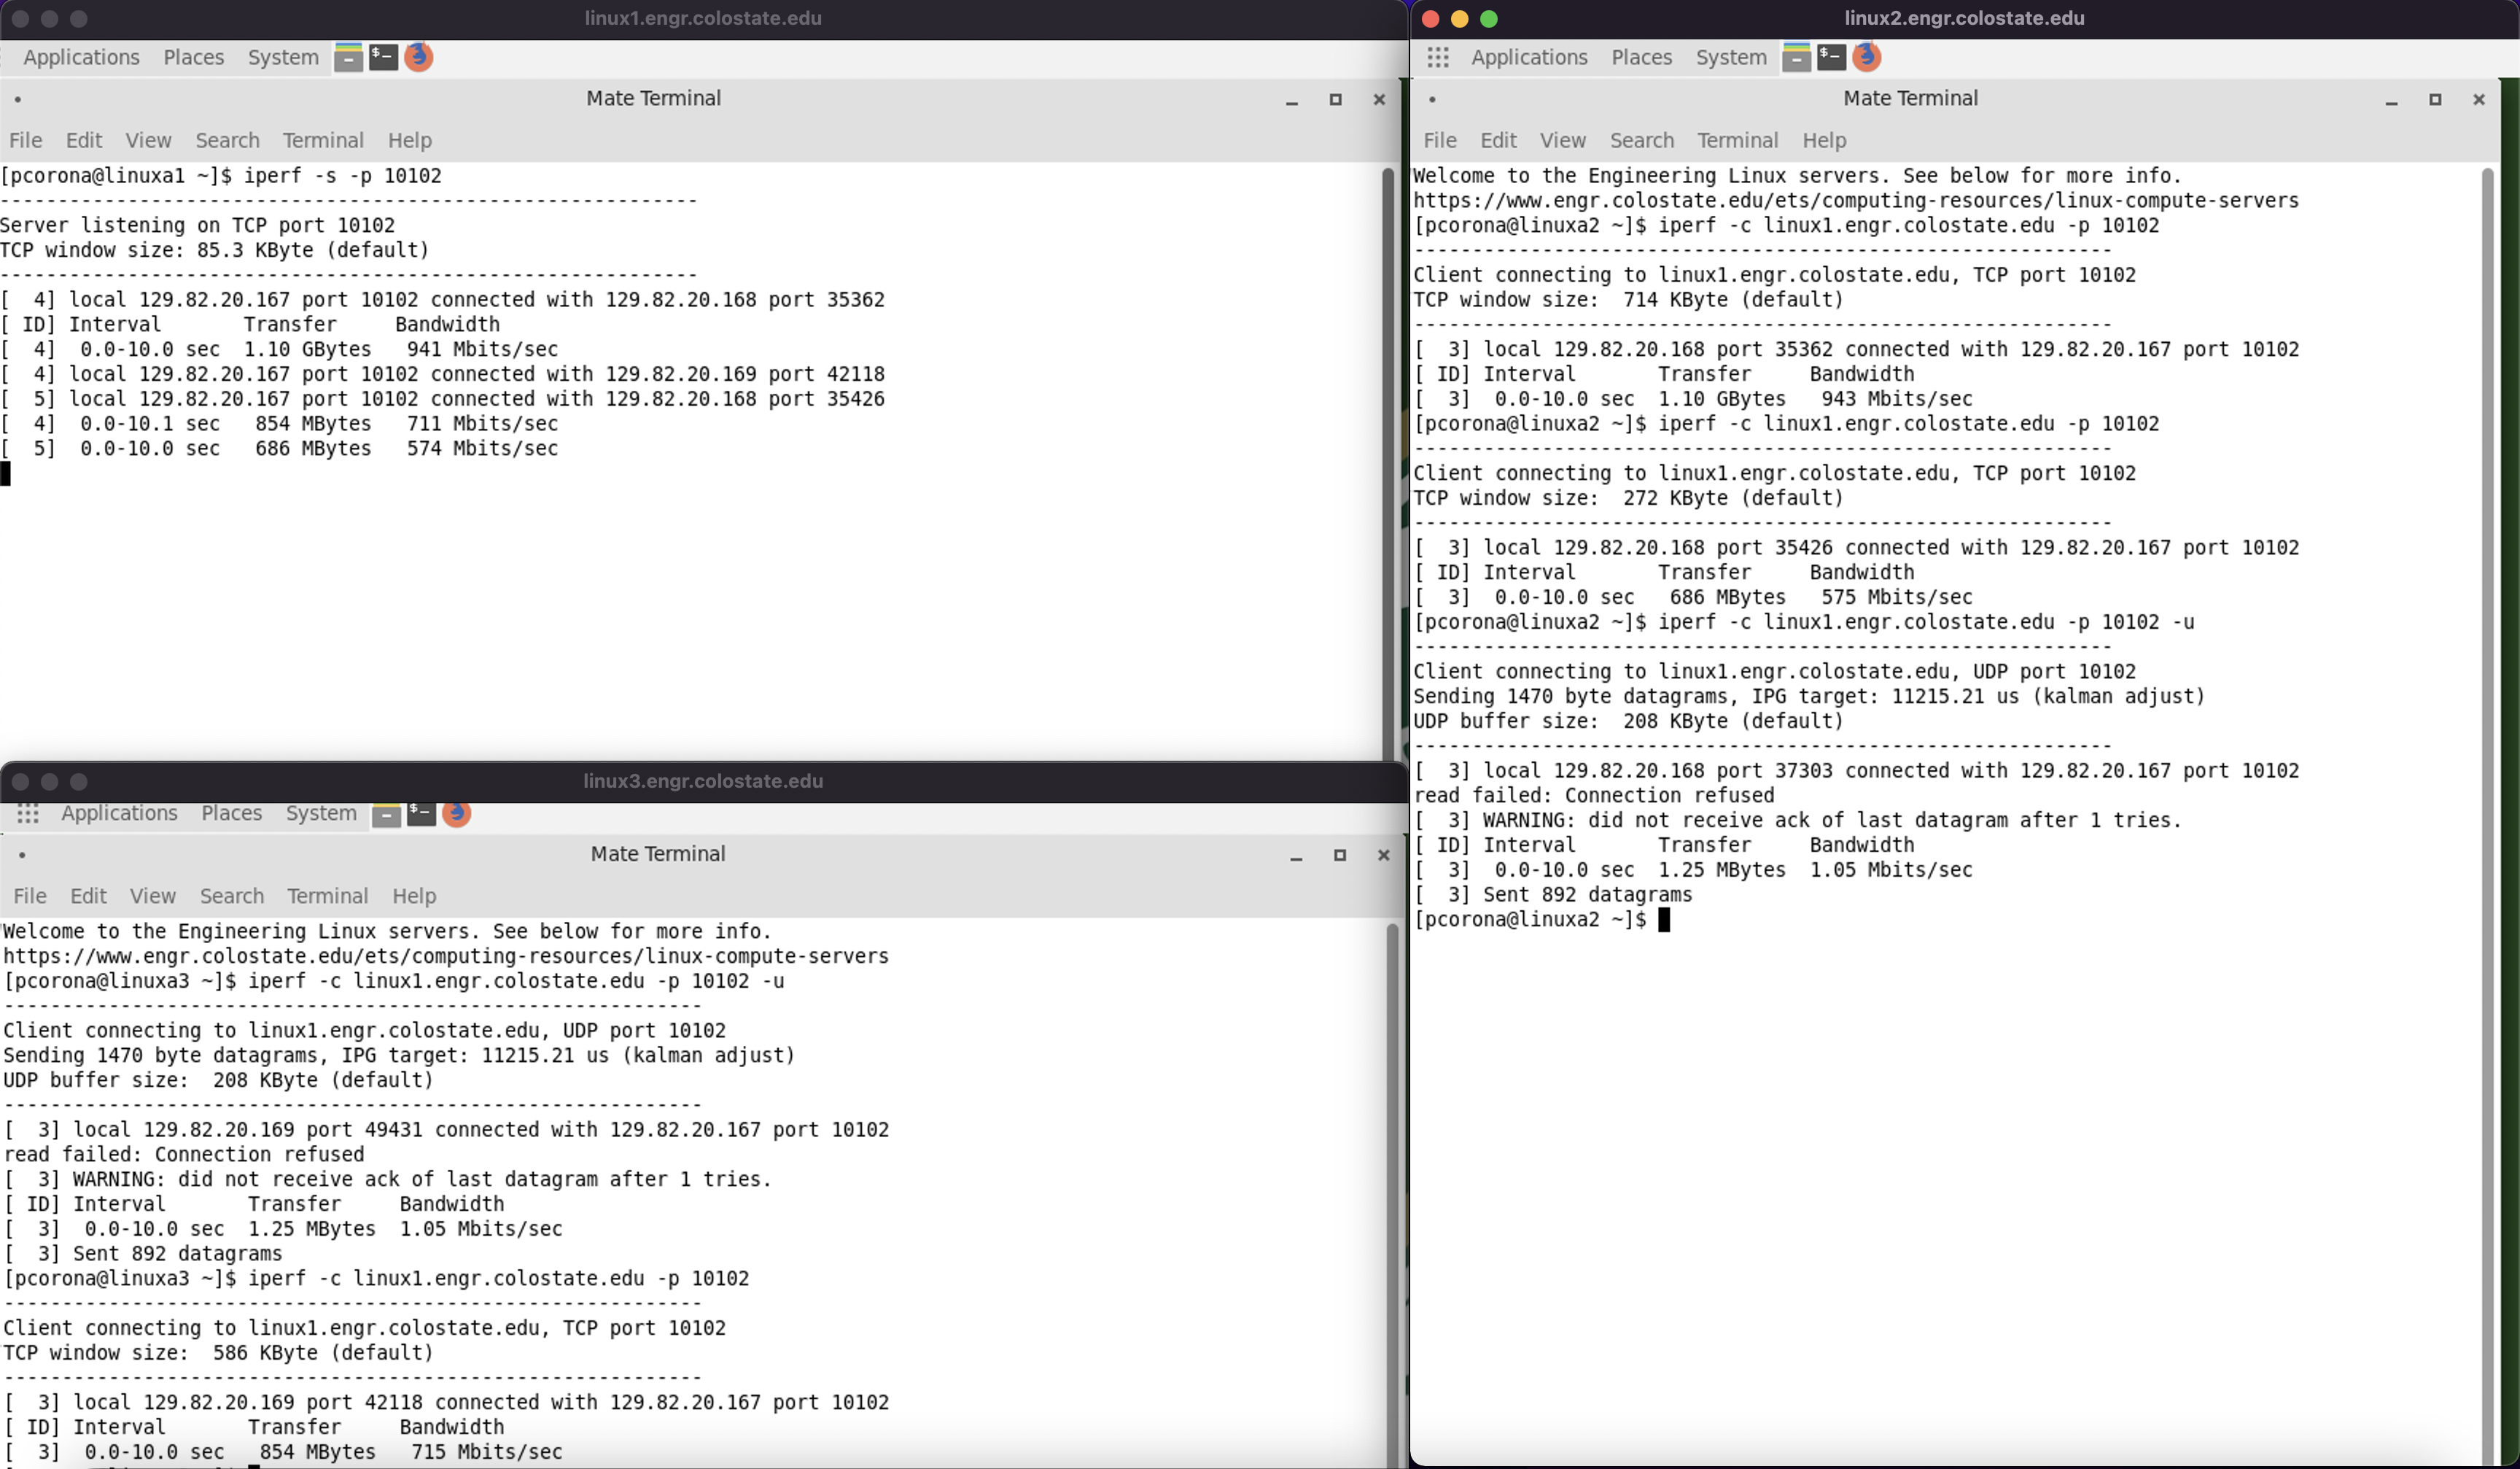 linux1.engr.colostate.edu
Applications Places System
Mate Terminal
File Edit View Search Terminal Help
[pcorona@linuxa1 ~]$ iperf -s -p 10102
------------------------------------------------------------
Server listening on TCP port 10102
TCP window size: 85.3 KByte (default)
------------------------------------------------------------
[  4] local 129.82.20.167 port 10102 connected with 129.82.20.168 port 35362
[ ID] Interval       Transfer     Bandwidth
[  4]  0.0-10.0 sec  1.10 GBytes   941 Mbits/sec
[  4] local 129.82.20.167 port 10102 connected with 129.82.20.169 port 42118
[  5] local 129.82.20.167 port 10102 connected with 129.82.20.168 port 35426
[  4]  0.0-10.1 sec   854 MBytes   711 Mbits/sec
[  5]  0.0-10.0 sec   686 MBytes   574 Mbits/sec
linux3.engr.colostate.edu
Applications Places System
Mate Terminal
File Edit View Search Terminal Help
Welcome to the Engineering Linux servers. See below for more info.
https://www.engr.colostate.edu/ets/computing-resources/linux-compute-servers
[pcorona@linuxa3 ~]$ iperf -c linux1.engr.colostate.edu -p 10102 -u
------------------------------------------------------------
Client connecting to linux1.engr.colostate.edu, UDP port 10102
Sending 1470 byte datagrams, IPG target: 11215.21 us (kalman adjust)
UDP buffer size:  208 KByte (default)
------------------------------------------------------------
[  3] local 129.82.20.169 port 49431 connected with 129.82.20.167 port 10102
read failed: Connection refused
[  3] WARNING: did not receive ack of last datagram after 1 tries.
[ ID] Interval       Transfer     Bandwidth
[  3]  0.0-10.0 sec  1.25 MBytes  1.05 Mbits/sec
[  3] Sent 892 datagrams
[pcorona@linuxa3 ~]$ iperf -c linux1.engr.colostate.edu -p 10102
------------------------------------------------------------
Client connecting to linux1.engr.colostate.edu, TCP port 10102
TCP window size:  586 KByte (default)
------------------------------------------------------------
[  3] local 129.82.20.169 port 42118 connected with 129.82.20.167 port 10102
[ ID] Interval       Transfer     Bandwidth
[  3]  0.0-10.0 sec   854 MBytes   715 Mbits/sec
linux2.engr.colostate.edu
Applications Places System
Mate Terminal
File Edit View Search Terminal Help
Welcome to the Engineering Linux servers. See below for more info.
https://www.engr.colostate.edu/ets/computing-resources/linux-compute-servers
[pcorona@linuxa2 ~]$ iperf -c linux1.engr.colostate.edu -p 10102
------------------------------------------------------------
Client connecting to linux1.engr.colostate.edu, TCP port 10102
TCP window size:  714 KByte (default)
------------------------------------------------------------
[  3] local 129.82.20.168 port 35362 connected with 129.82.20.167 port 10102
[ ID] Interval       Transfer     Bandwidth
[  3]  0.0-10.0 sec  1.10 GBytes   943 Mbits/sec
[pcorona@linuxa2 ~]$ iperf -c linux1.engr.colostate.edu -p 10102
------------------------------------------------------------
Client connecting to linux1.engr.colostate.edu, TCP port 10102
TCP window size:  272 KByte (default)
------------------------------------------------------------
[  3] local 129.82.20.168 port 35426 connected with 129.82.20.167 port 10102
[ ID] Interval       Transfer     Bandwidth
[  3]  0.0-10.0 sec   686 MBytes   575 Mbits/sec
[pcorona@linuxa2 ~]$ iperf -c linux1.engr.colostate.edu -p 10102 -u
------------------------------------------------------------
Client connecting to linux1.engr.colostate.edu, UDP port 10102
Sending 1470 byte datagrams, IPG target: 11215.21 us (kalman adjust)
UDP buffer size:  208 KByte (default)
------------------------------------------------------------
[  3] local 129.82.20.168 port 37303 connected with 129.82.20.167 port 10102
read failed: Connection refused
[  3] WARNING: did not receive ack of last datagram after 1 tries.
[ ID] Interval       Transfer     Bandwidth
[  3]  0.0-10.0 sec  1.25 MBytes  1.05 Mbits/sec
[  3] Sent 892 datagrams
[pcorona@linuxa2 ~]$